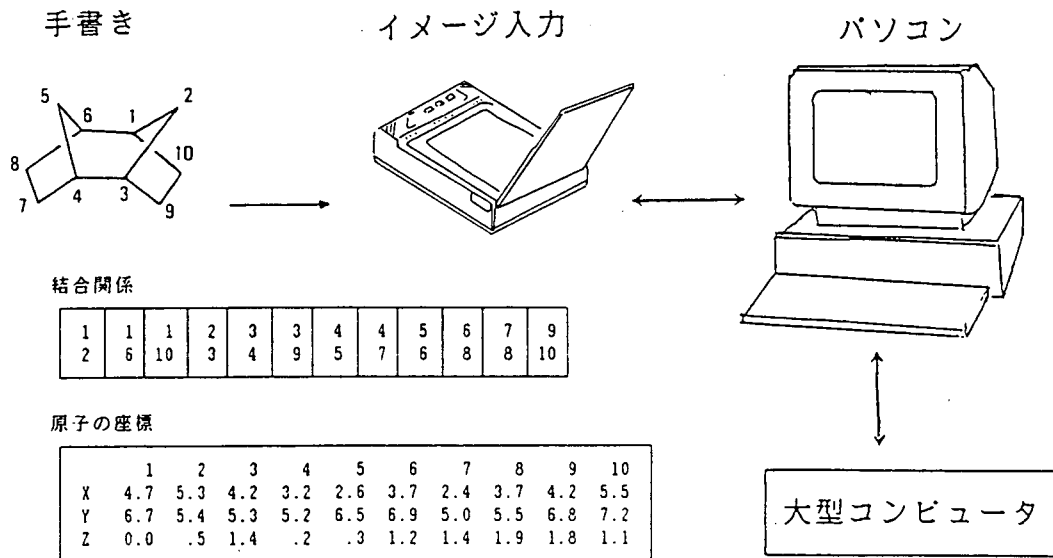 手書き
イメージ入力
パソコン
5 6 1 2
8 10
7 4 3 9
結合関係
1 1 1 2 3 3 4 4 5 6 7 9
2 6 10 3 4 9 5 7 6 8 8 10
原子の座標
1 2 3 4 5 6 7 8 9 10
X 4.7 5.3 4.2 3.2 2.6 3.7 2.4 3.7 4.2 5.5
Y 6.7 5.4 5.3 5.2 6.5 6.9 5.0 5.5 6.8 7.2
Z 0.0 .5 1.4 .2 .3 1.2 1.4 1.9 1.8 1.1
大型コンピュータ